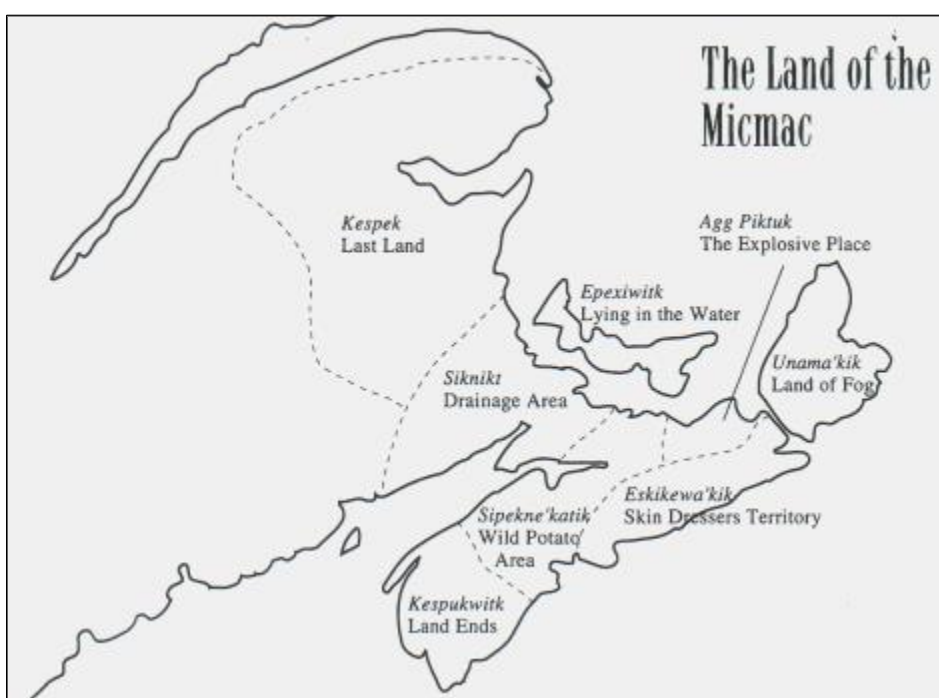 The Land of the
Micmac
Kespek
Last Land
Agg Piktuk
The Explosive Place
Epexiwitk
Lying in the Water
Unama'kik
Land of Fog
Siknikt
Drainage Area
Eskikewa'kik
Skin Dressers Territory
Sipekne'katik
Wild Potato
Area
Kespukwitk
Land Ends